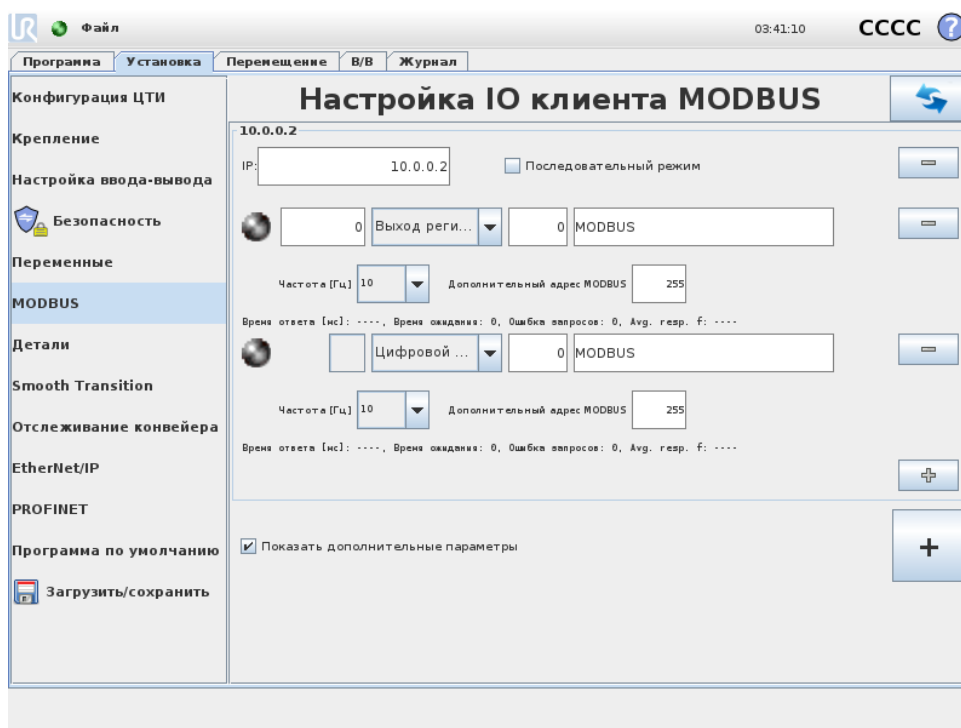 UR Файл 03:41:10 CCCC ?
Программа Установка Перемещение В/В Журнал
Конфигурация ЦТИ
Крепление
Настройка ввода-вывода
Безопасность
Переменные
MODBUS
Детали
Smooth Transition
Отслеживание конвейера
EtherNet/IP
PROFINET
Программа по умолчанию
Загрузить/сохранить
Настройка IO клиента MODBUS
10.0.0.2
IP: 10.0.0.2 Последовательный режим
0 Выход реги... 0 MODBUS
Частота [Гц] 10 Дополнительный адрес MODBUS 255
Время ответа [мс]: ----, Время ожидания: 0, Ошибка запросов: 0, Avg. resp. f: ----
Цифровой ... 0 MODBUS
Частота [Гц] 10 Дополнительный адрес MODBUS 255
Время ответа [мс]: ----, Время ожидания: 0, Ошибка запросов: 0, Avg. resp. f: ----
Показать дополнительные параметры